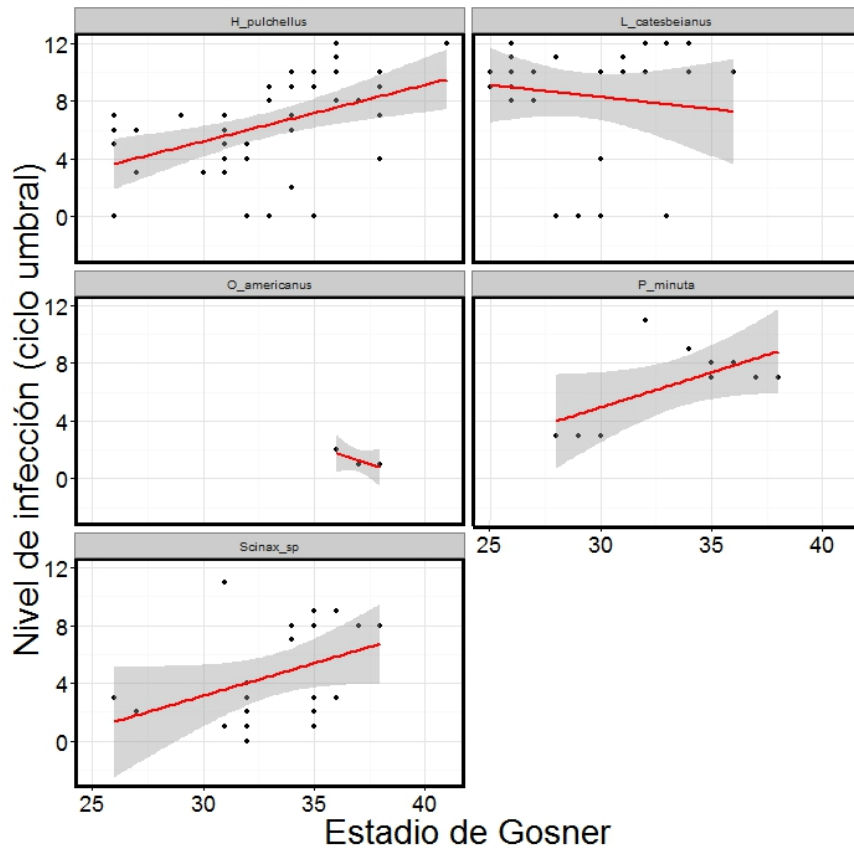 H_pulchellus
L_catesbeianus
12
8
4
0
O_americanus
P_minuta
12
8
4
0
25
30
35
40
Scinax_sp
12
8
4
0
25
30
35
40
Nivel de infección (ciclo umbral)
Estadio de Gosner